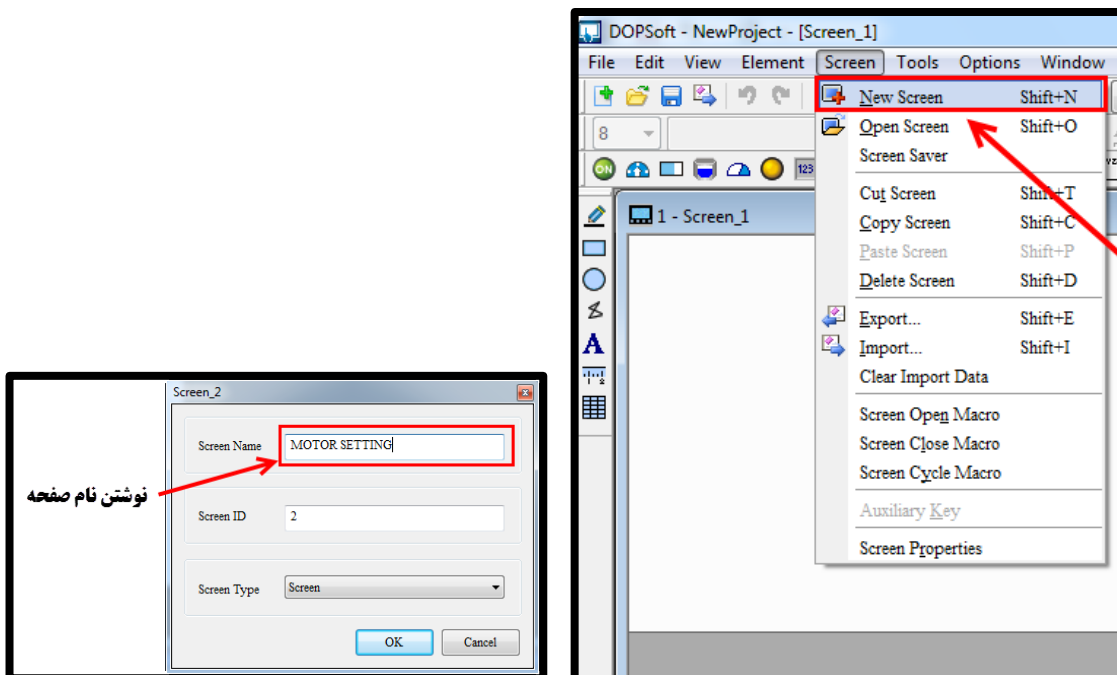 DOPSoft - NewProject - [Screen_1]
File Edit View Element Screen Tools Options Window
New Screen Shift+N
8
Open Screen Shift+O
Screen Saver
ON 123
Cut Screen Shift+T
1 - Screen_1
Copy Screen Shift+C
Paste Screen Shift+P
Delete Screen Shift+D
Export... Shift+E
A
Import... Shift+I
Clear Import Data
Screen Open Macro
Screen Close Macro
Screen Cycle Macro
Auxiliary Key
Screen Properties
Screen_2
Screen Name MOTOR SETTING
نوشتن نام صفحه
Screen ID 2
Screen Type Screen
OK Cancel